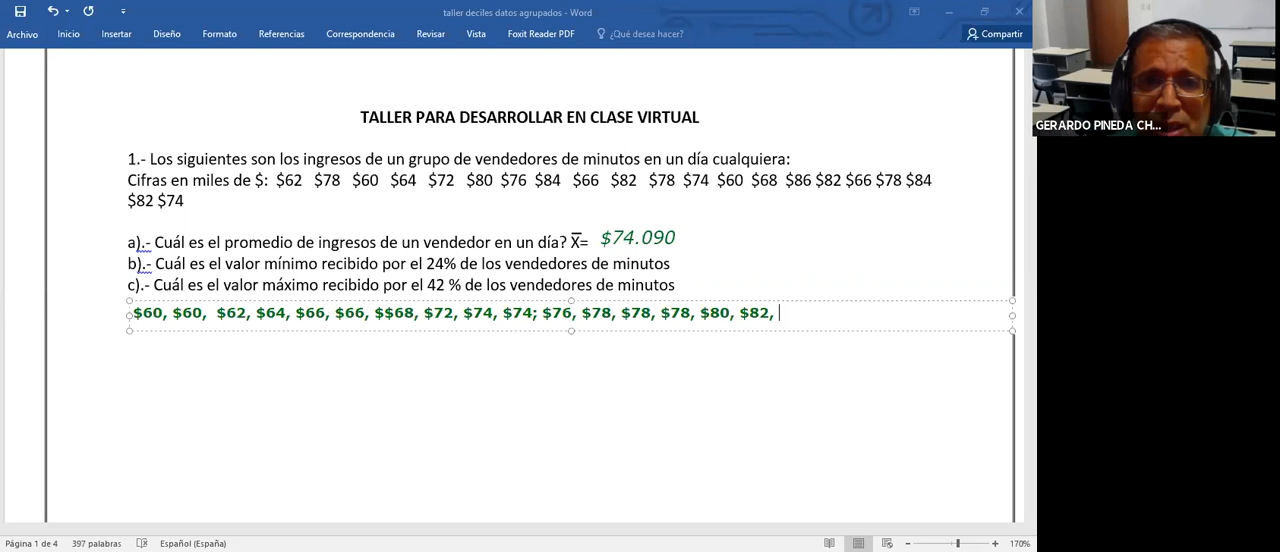 taller deciles datos agrupados - Word
Archivo Inicio Insertar Diseño Formato Referencias Correspondencia Revisar Vista Foxit Reader PDF ¿Qué desea hacer? Compartir
GERARDO PINEDA CH...
TALLER PARA DESARROLLAR EN CLASE VIRTUAL
1.- Los siguientes son los ingresos de un grupo de vendedores de minutos en un día cualquiera:
Cifras en miles de $: $62 $78 $60 $64 $72 $80 $76 $84 $66 $82 $78 $74 $60 $68 $86 $82 $66 $78 $84
$82 $74
a).- Cuál es el promedio de ingresos de un vendedor en un día? X̅= $74.090
b).- Cuál es el valor mínimo recibido por el 24% de los vendedores de minutos
c).- Cuál es el valor máximo recibido por el 42 % de los vendedores de minutos
$60, $60, $62, $64, $66, $66, $$68, $72, $74, $74; $76, $78, $78, $78, $80, $82,
Página 1 de 4 397 palabras Español (España) 170%